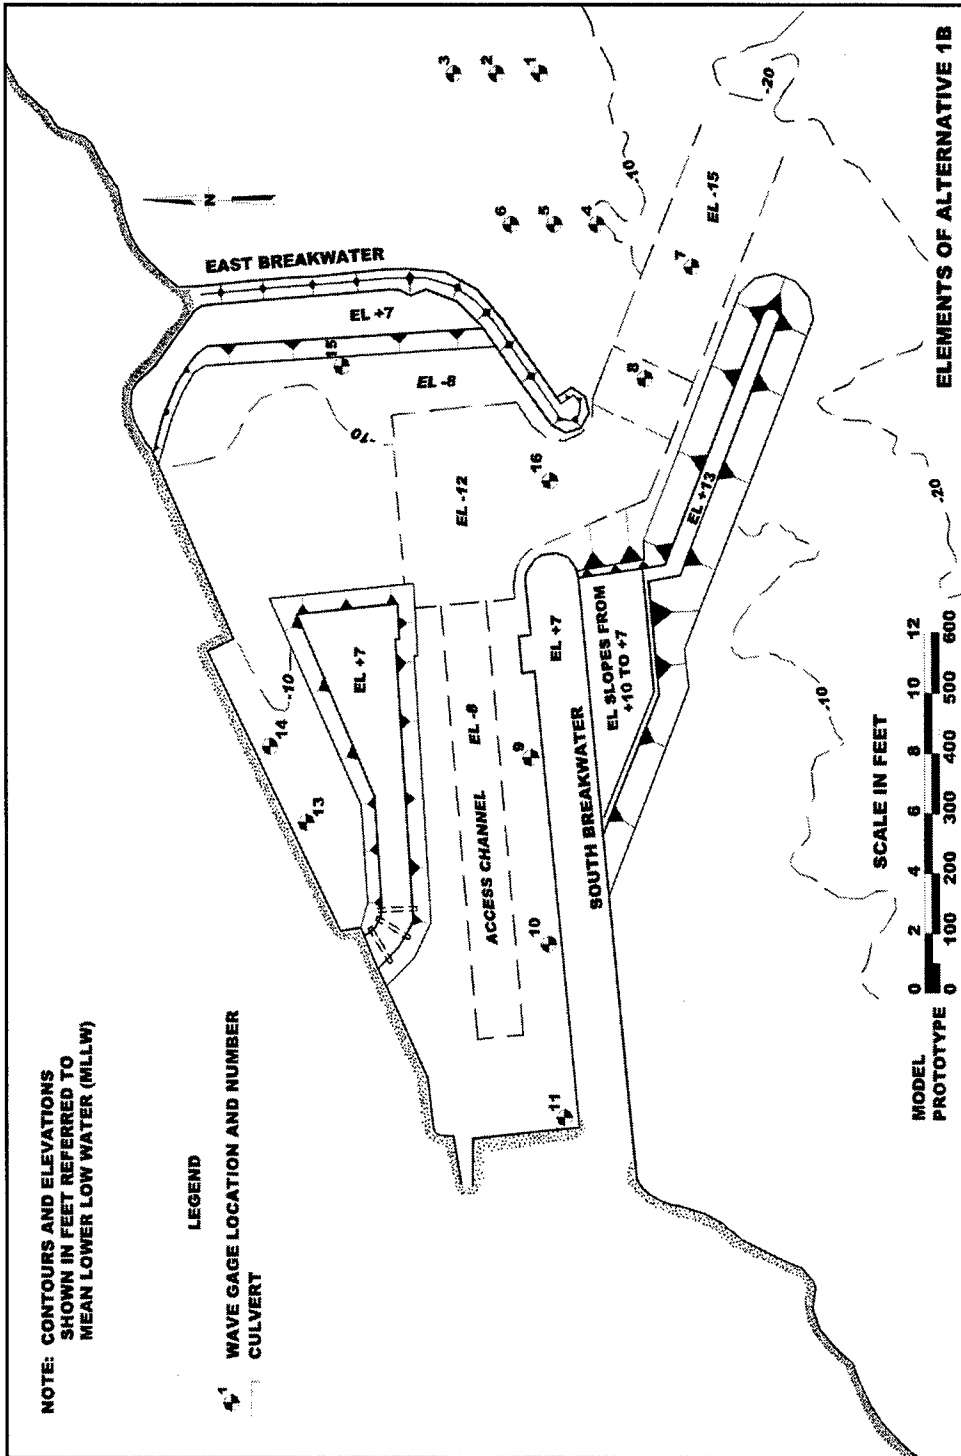 NOTE: CONTOURS AND ELEVATIONS
SHOWN IN FEET REFERRED TO
MEAN LOWER LOW WATER (MLLW)
LEGEND
1 WAVE GAGE LOCATION AND NUMBER
CULVERT
N
EAST BREAKWATER
EL +7
15
EL -8
-10
EL -12
16
3
2
1
6
5
4
-10
7
EL -15
8
-20
14
-10
13
EL +7
EL -8
9
ACCESS CHANNEL
10
11
EL +7
SOUTH BREAKWATER
EL SLOPES FROM
+10 TO +7
EL +13
-20
-10
SCALE IN FEET
MODEL 0 2 4 6 8 10 12
PROTOTYPE 0 100 200 300 400 500 600
ELEMENTS OF ALTERNATIVE 1B